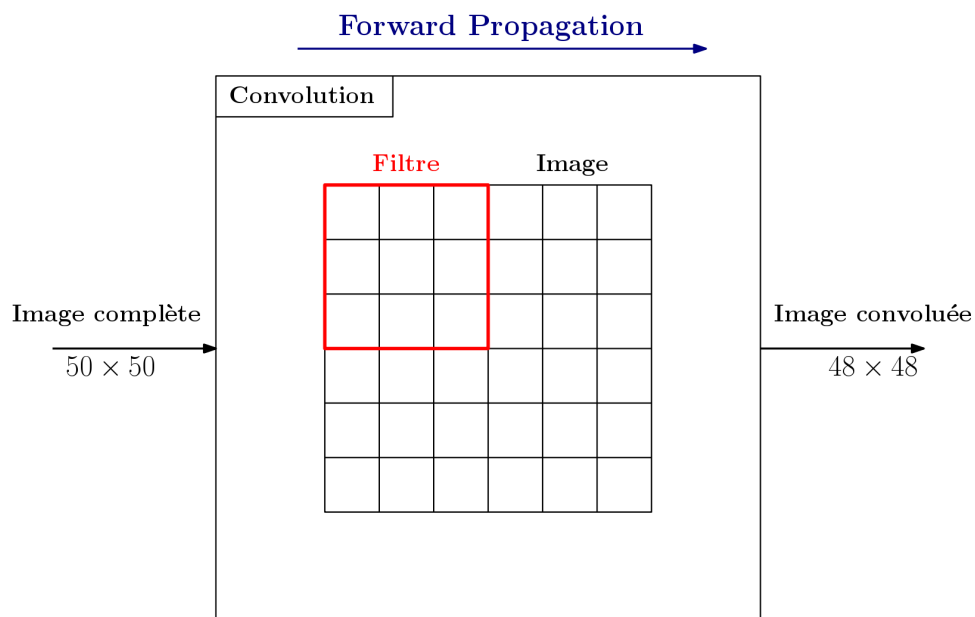 Forward Propagation
Convolution
Filtre
Image
Image complète
50 × 50
Image convoluée
48 × 48